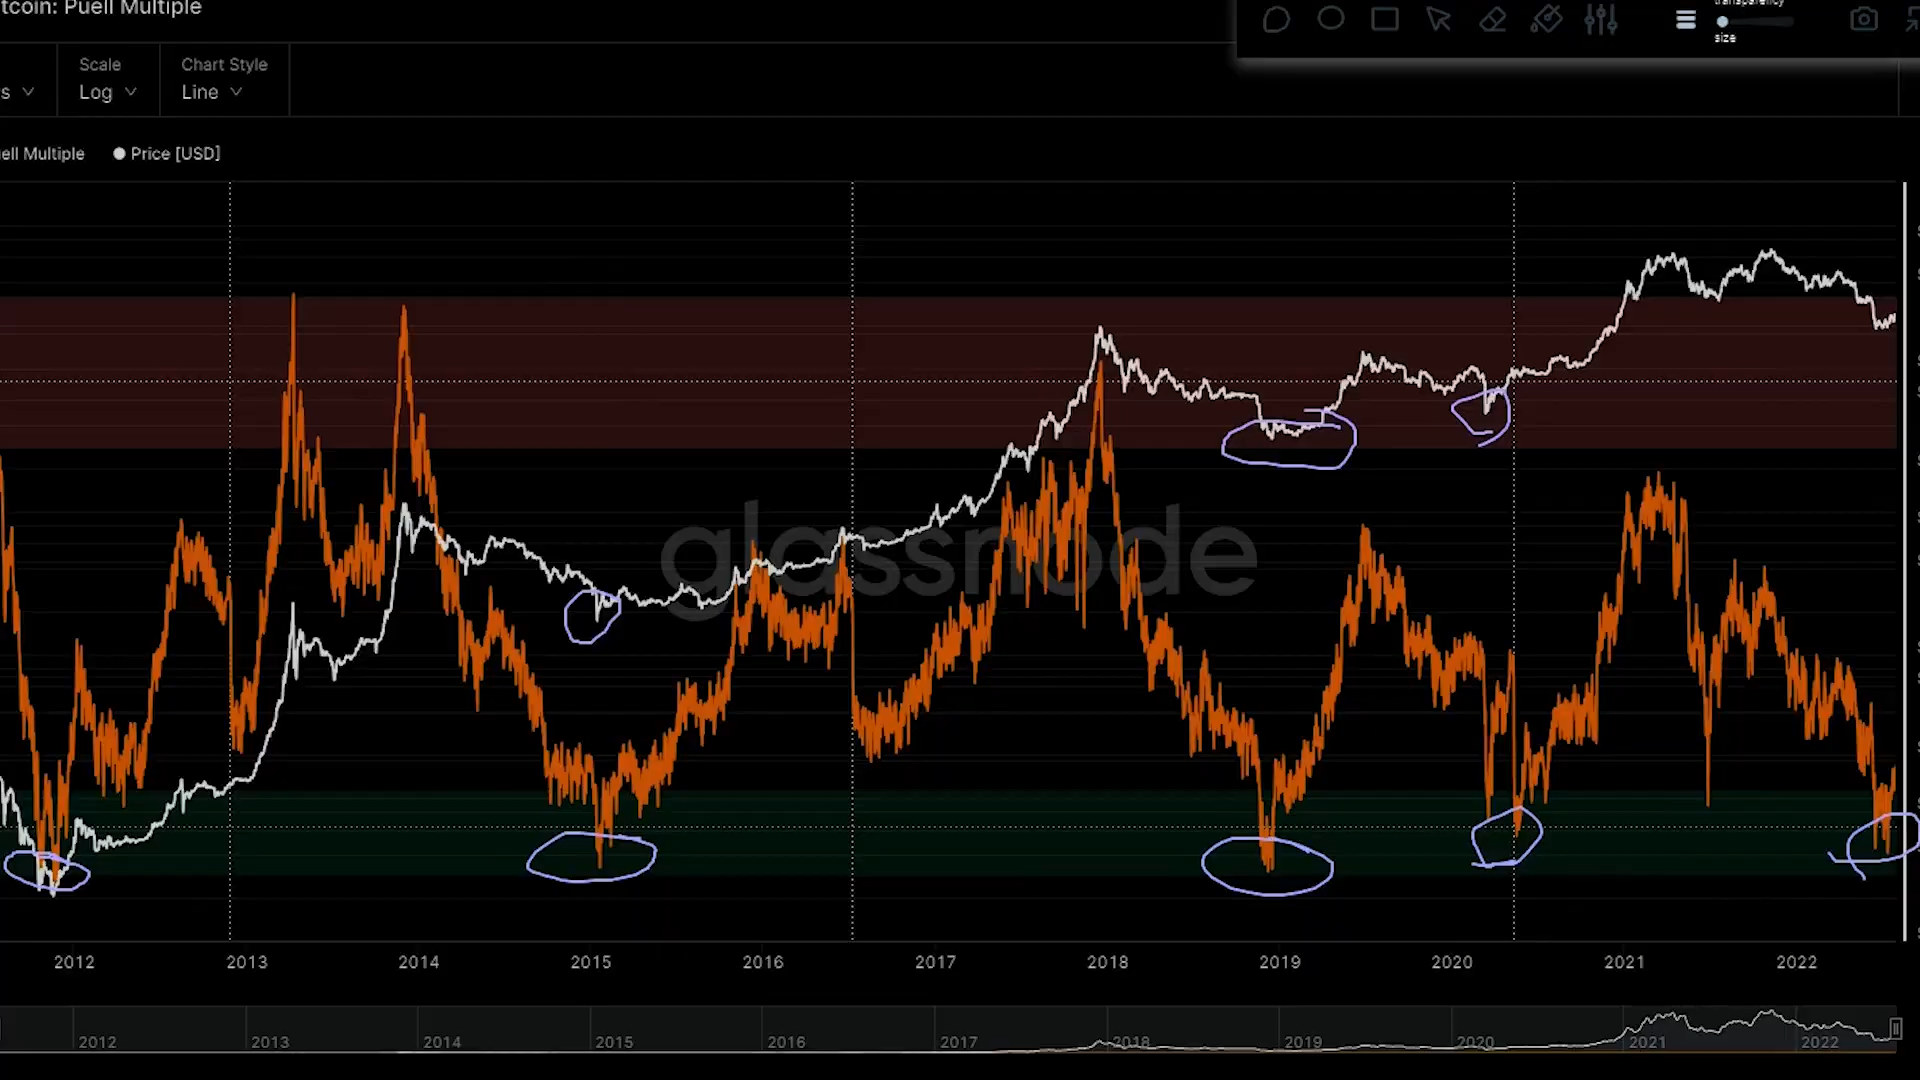 tcoin: Puell Multiple
transparency
size
Scale
Chart Style
s
Log
Line
ell Multiple
Price [USD]
glassnode
2012 2013 2014 2015 2016 2017 2018 2019 2020 2021 2022
2012 2013 2014 2015 2016 2017 2018 2019 2020 2021 2022